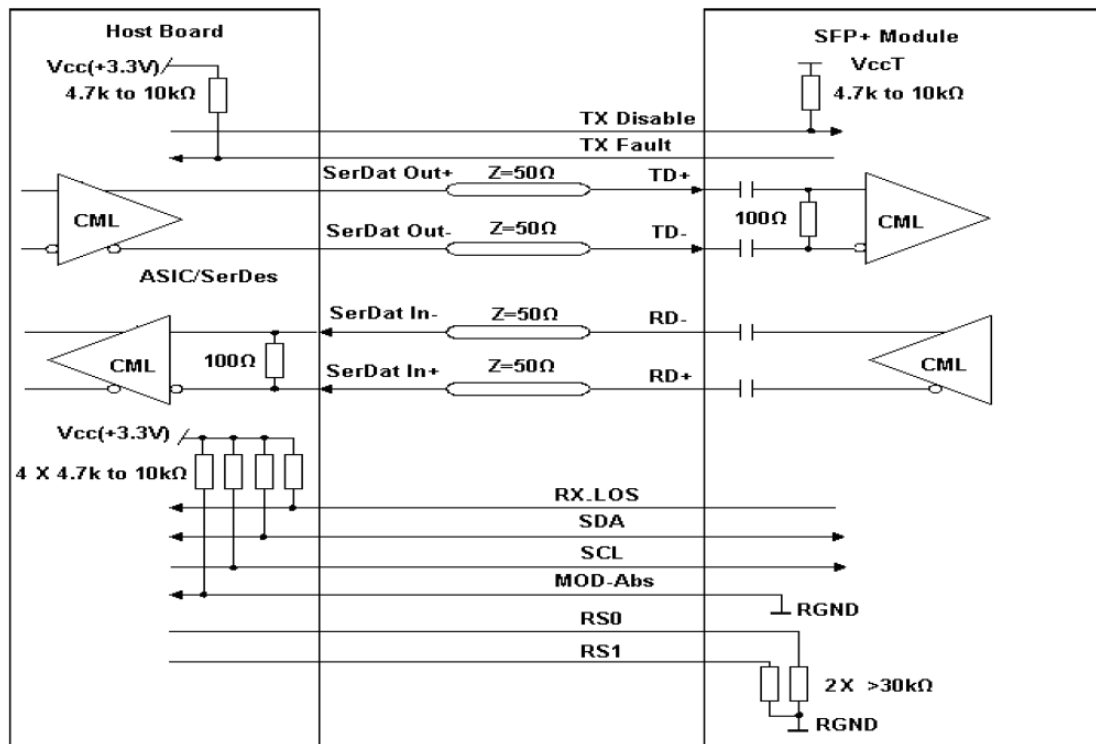 Host Board
SFP+ Module
Vcc(+3.3V)
4.7k to 10kΩ
VccT
4.7k to 10kΩ
TX Disable
TX Fault
SerDat Out+
Z=50Ω
TD+
CML
100Ω
CML
SerDat Out-
Z=50Ω
TD-
ASIC/SerDes
SerDat In-
Z=50Ω
RD-
100Ω
CML
CML
SerDat In+
Z=50Ω
RD+
Vcc(+3.3V)
4 X 4.7k to 10kΩ
RX.LOS
SDA
SCL
MOD-Abs
RGND
RS0
RS1
2X >30kΩ
RGND